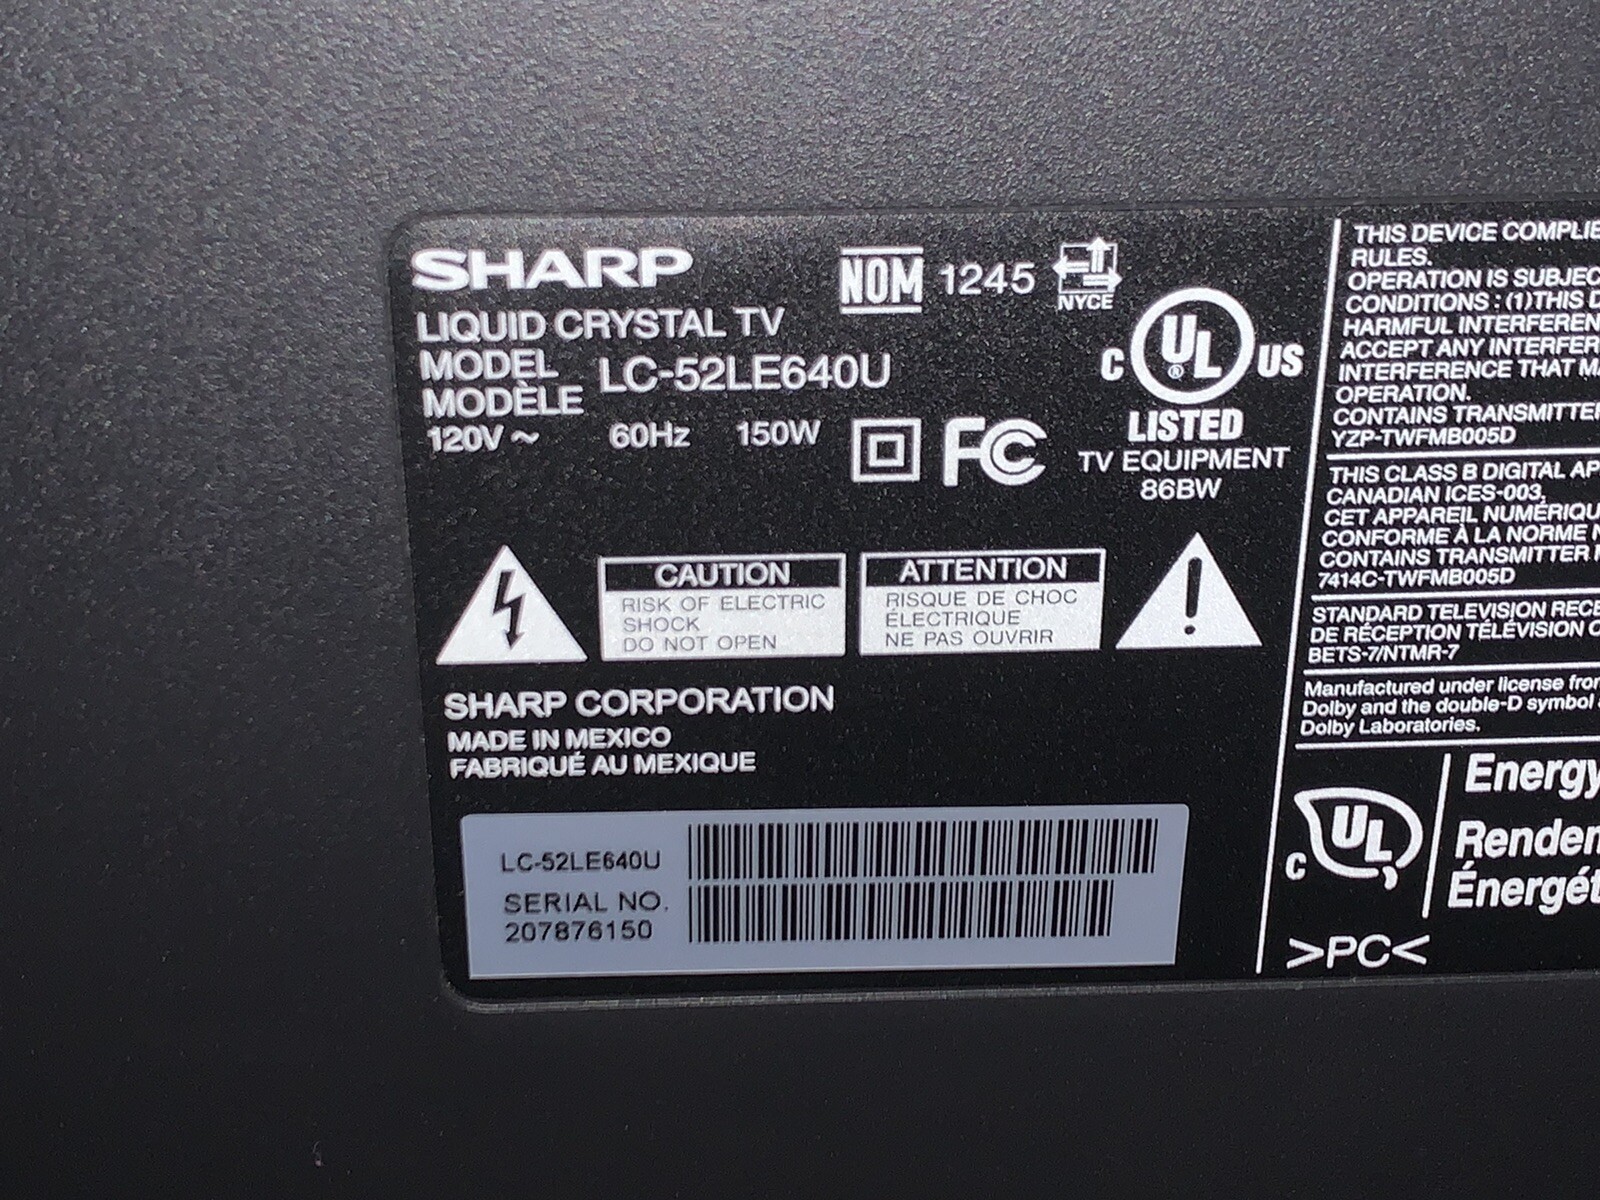 SHARP
LIQUID CRYSTAL TV
MODEL
MODÈLE
LC-52LE640U
120V ~ 60Hz 150W
NOM 1245
NYCE
C UL ® US
LISTED
TV EQUIPMENT
86BW
FC
CAUTION
RISK OF ELECTRIC
SHOCK
DO NOT OPEN
ATTENTION
RISQUE DE CHOC
ÉLECTRIQUE
NE PAS OUVRIR
!
SHARP CORPORATION
MADE IN MEXICO
FABRIQUÉ AU MEXIQUE
LC-52LE640U
SERIAL NO.
207876150
THIS DEVICE COMPLIE
RULES.
OPERATION IS SUBJEC
CONDITIONS : (1)THIS D
HARMFUL INTERFEREN
ACCEPT ANY INTERFER
INTERFERENCE THAT MA
OPERATION.
CONTAINS TRANSMITTER
YZP-TWFMB005D
THIS CLASS B DIGITAL AP
CANADIAN ICES-003.
CET APPAREIL NUMÉRIQU
CONFORME À LA NORME N
CONTAINS TRANSMITTER
7414C-TWFMB005D
STANDARD TELEVISION RECE
DE RÉCEPTION TÉLÉVISION C
BETS-7/NTMR-7
Manufactured under license from
Dolby and the double-D symbol
Dolby Laboratories.
C UL
Energy
Renden
Énergét
>PC<